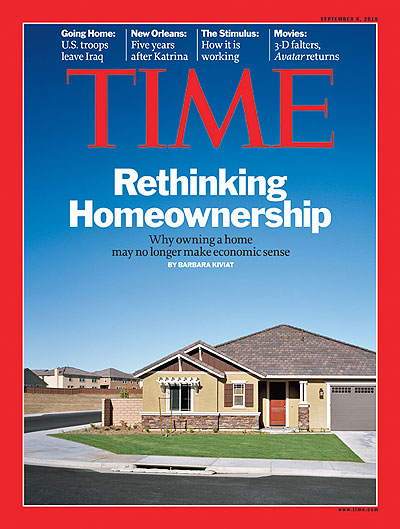 SEPTEMBER 6, 2010
Going Home:
U.S. troops
leave Iraq
New Orleans:
Five years
after Katrina
The Stimulus:
How it is
working
Movies:
3-D falters,
Avatar returns
TIME
Rethinking
Homeownership
Why owning a home
may no longer make economic sense
BY BARBARA KIVIAT
www.time.com